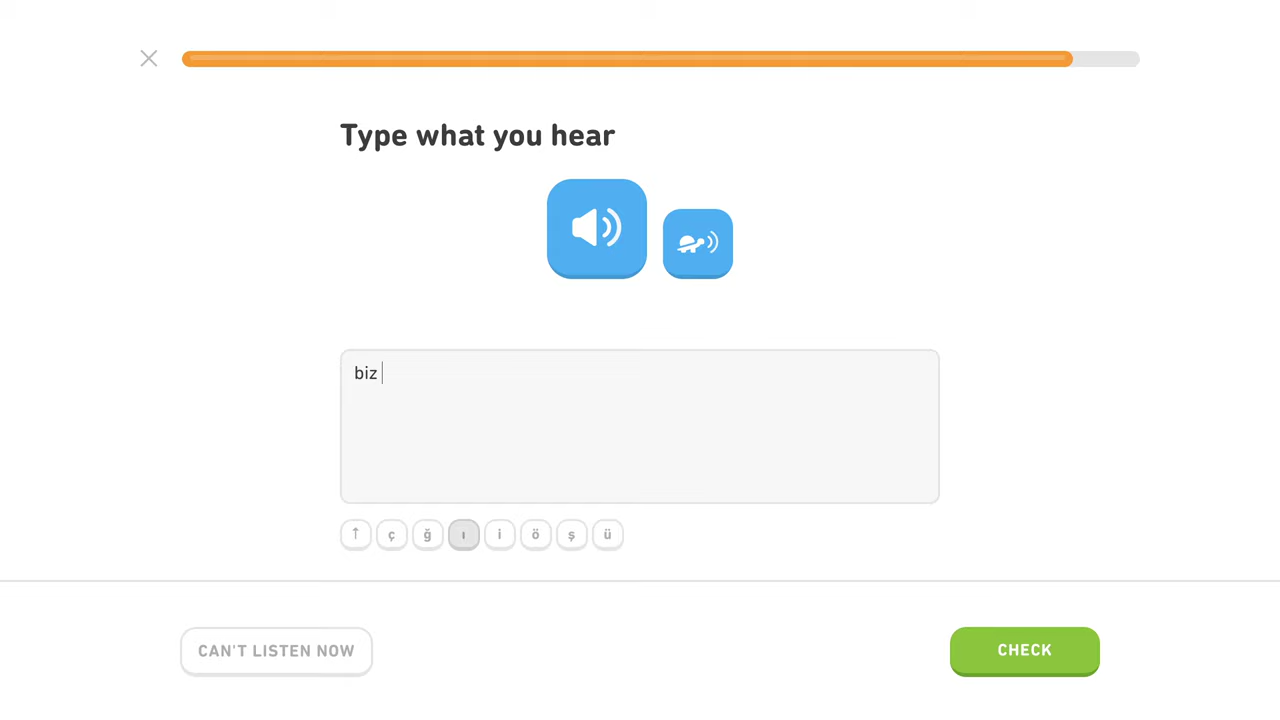 Type what you hear
biz
↑ ç ğ ı i ö ş ü
CAN'T LISTEN NOW
CHECK